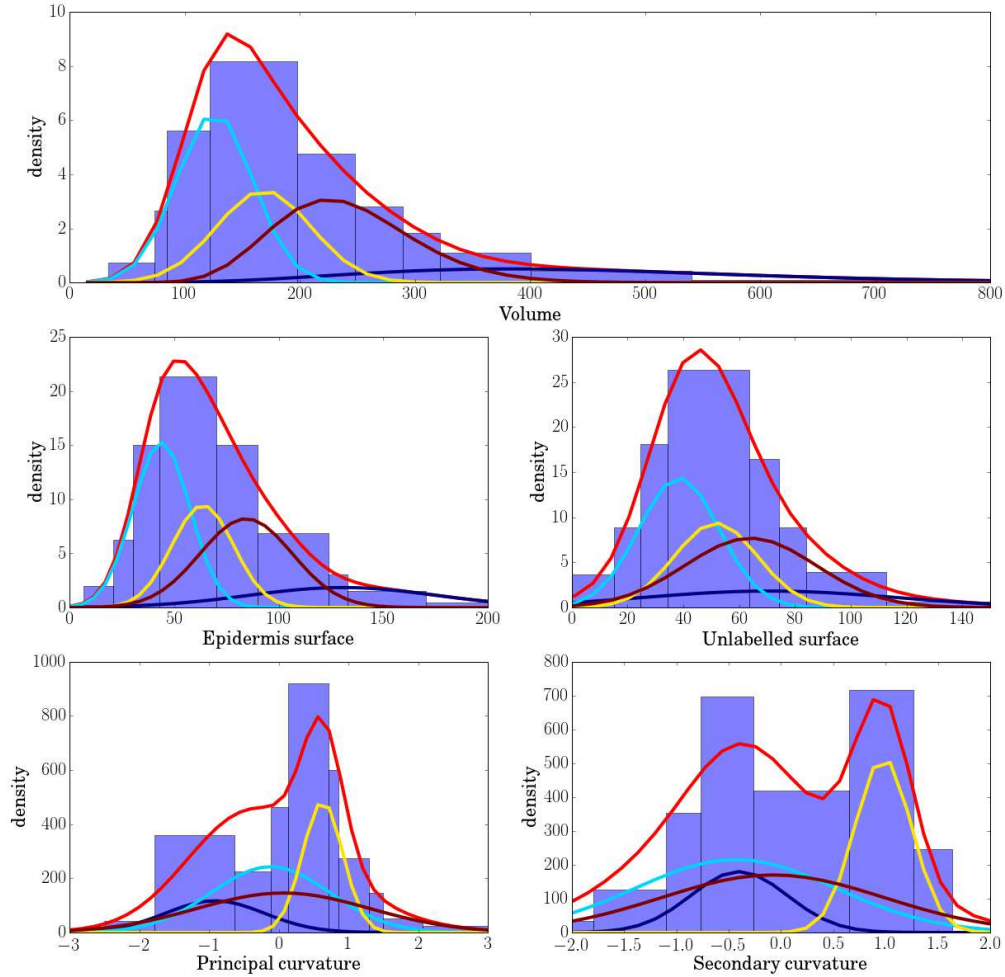 10
8
6
4
2
0
density
0 100 200 300 400 500 600 700 800
Volume
25
20
15
10
5
0
density
0 50 100 150 200
Epidermis surface
30
25
20
15
10
5
0
density
0 20 40 60 80 100 120 140
Unlabelled surface
1000
800
600
400
200
0
density
−3 −2 −1 0 1 2 3
Principal curvature
800
700
600
500
400
300
200
100
0
density
−2.0 −1.5 −1.0 −0.5 0.0 0.5 1.0 1.5 2.0
Secondary curvature